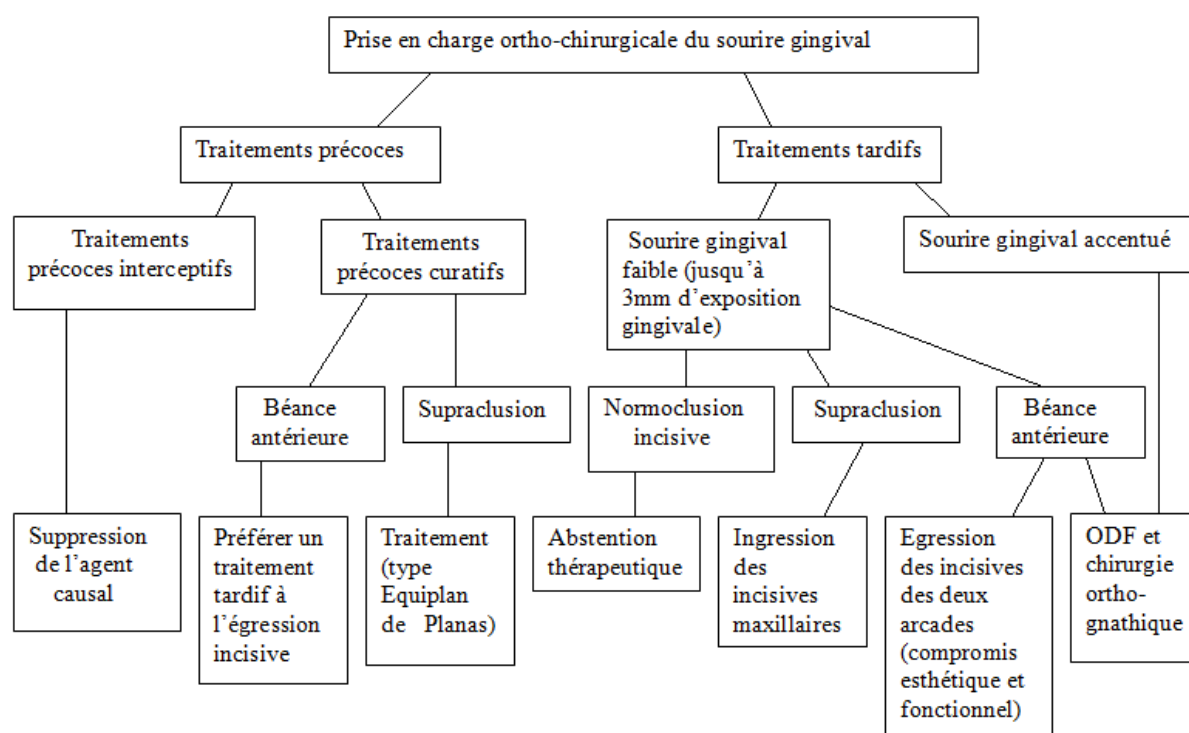 Prise en charge ortho-chirurgicale du sourire gingival
Traitements précoces
Traitements tardifs
Traitements
précoces interceptifs
Traitements
précoces curatifs
Sourire gingival
faible (jusqu'à
3mm d'exposition
gingivale)
Sourire gingival accentué
Béance
antérieure
Supraclusion
Normoclusion
incisive
Supraclusion
Béance
antérieure
Suppression
de l'agent
causal
Préférer un
traitement
tardif à
l'égression
incisive
Traitement
(type
Equiplan
de Planas)
Abstention
thérapeutique
Ingression
des
incisives
maxillaires
Egression
des incisives
des deux
arcades
(compromis
esthétique et
fonctionnel)
ODF et
chirurgie
ortho-
gnathique